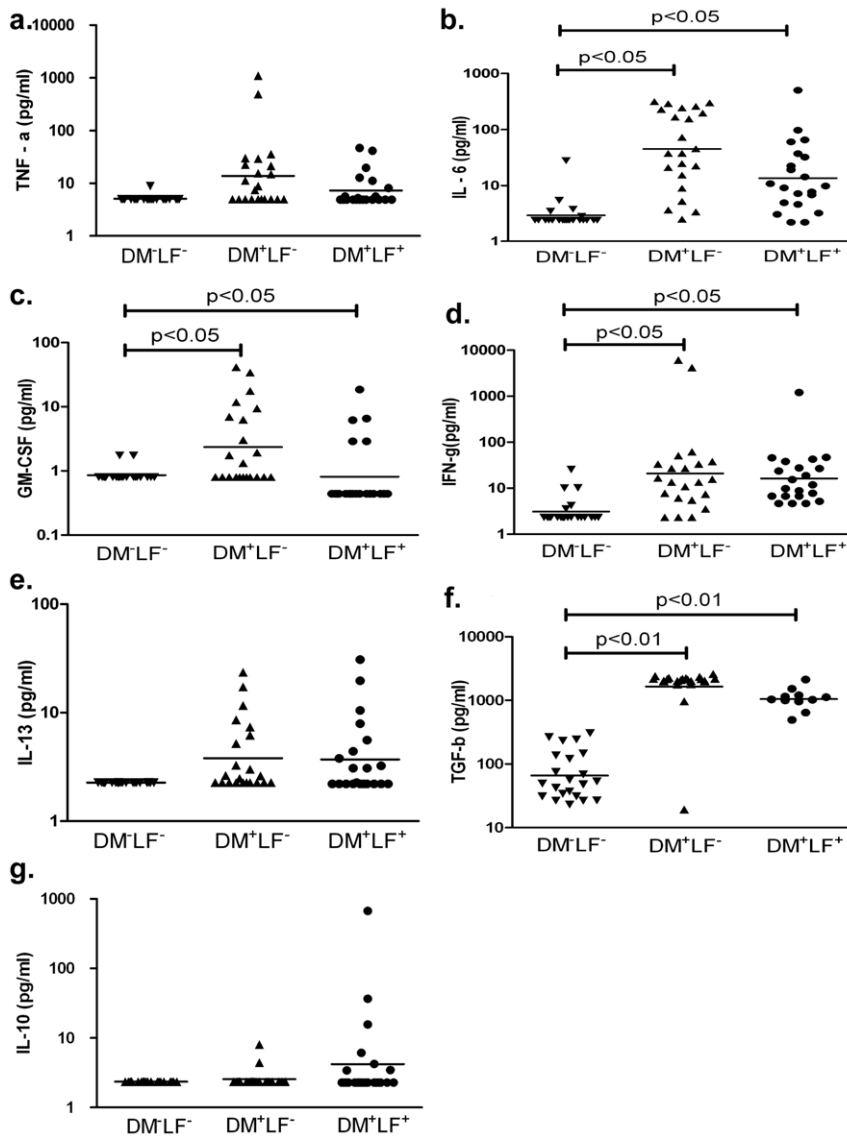 a.
10000
1000
100
10
1
TNF - a (pg/ml)
DM⁻LF⁻ DM⁺LF⁻ DM⁺LF⁺
b.
p<0.05
p<0.05
1000
100
10
1
IL - 6 (pg/ml)
DM⁻LF⁻ DM⁺LF⁻ DM⁺LF⁺
c.
p<0.05
p<0.05
100
10
1
0.1
GM-CSF (pg/ml)
DM⁻LF⁻ DM⁺LF⁻ DM⁺LF⁺
d.
p<0.05
p<0.05
10000
1000
100
10
1
IFN-g(pg/ml)
DM⁻LF⁻ DM⁺LF⁻ DM⁺LF⁺
e.
100
10
1
IL-13 (pg/ml)
DM⁻LF⁻ DM⁺LF⁻ DM⁺LF⁺
f.
p<0.01
p<0.01
10000
1000
100
10
TGF-b (pg/ml)
DM⁻LF⁻ DM⁺LF⁻ DM⁺LF⁺
g.
1000
100
10
1
IL-10 (pg/ml)
DM⁻LF⁻ DM⁺LF⁻ DM⁺LF⁺